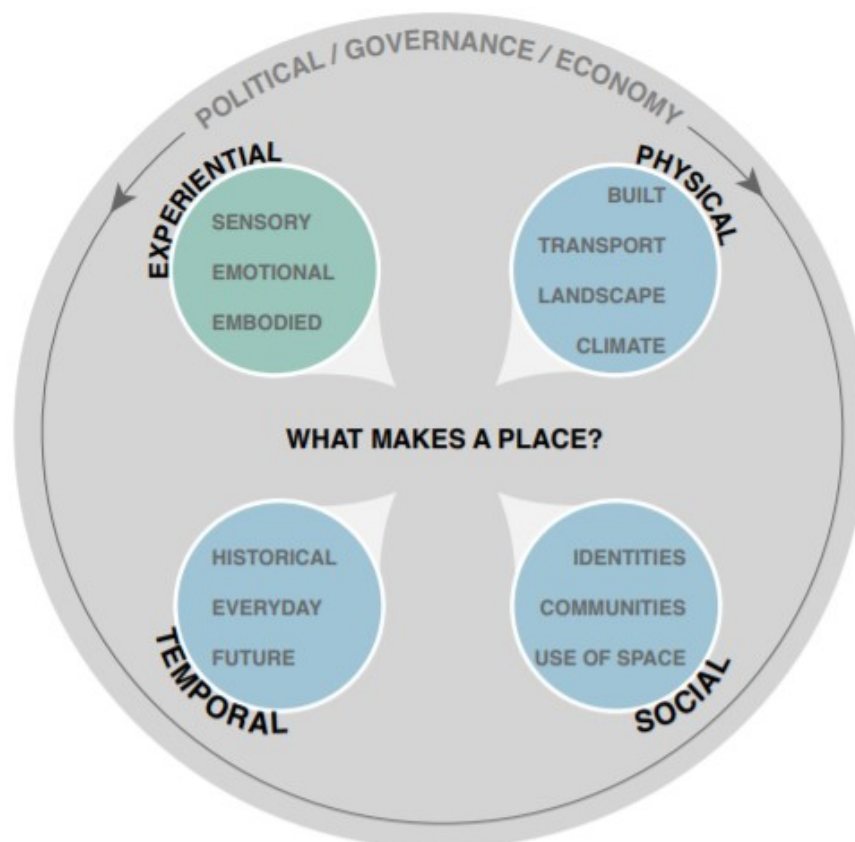 POLITICAL / GOVERNANCE / ECONOMY
EXPERIENTIAL
SENSORY
EMOTIONAL
EMBODIED
PHYSICAL
BUILT
TRANSPORT
LANDSCAPE
CLIMATE
WHAT MAKES A PLACE?
HISTORICAL
EVERYDAY
FUTURE
TEMPORAL
IDENTITIES
COMMUNITIES
USE OF SPACE
SOCIAL